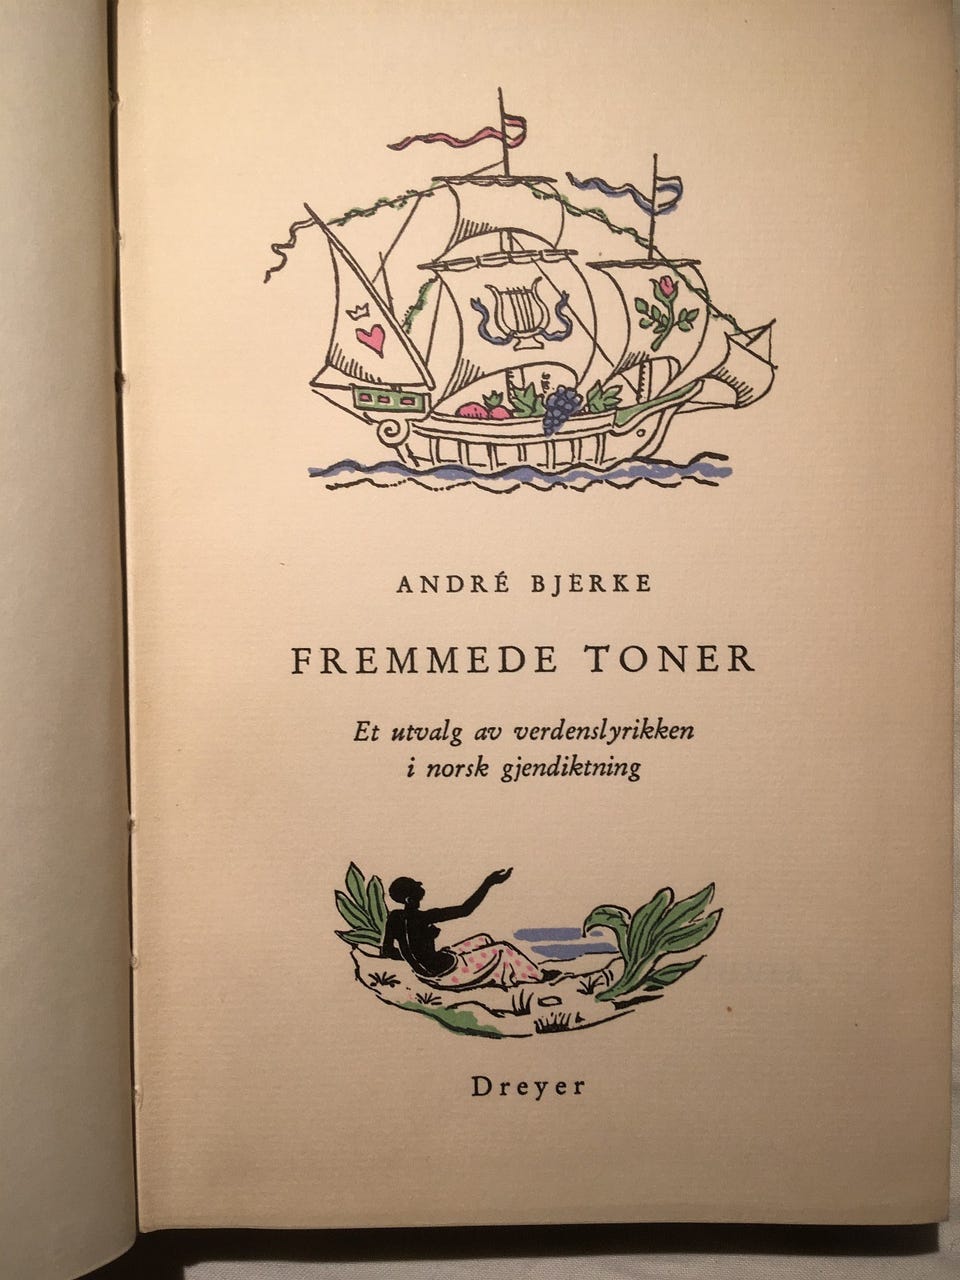 ANDRÉ BJERKE
FREMMEDE TONER
Et utvalg av verdenslyrikken
i norsk gjendiktning
Dreyer